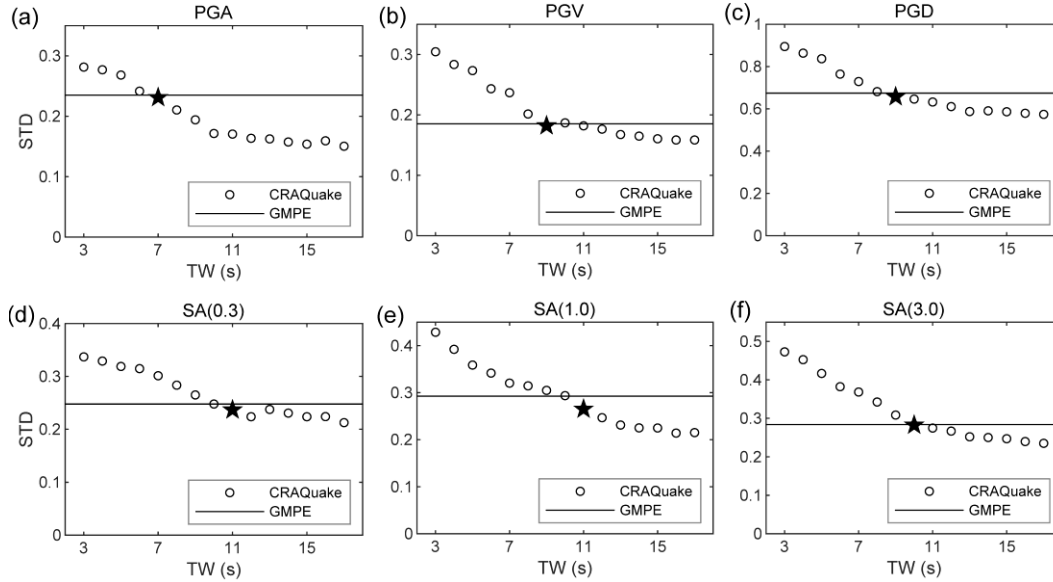 (a)
PGA
0.3
0.2
0.1
0
STD
3
7
11
15
TW (s)
CRAQuake
GMPE
(b)
PGV
0.3
0.2
0.1
0
3
7
11
15
TW (s)
CRAQuake
GMPE
(c)
PGD
1
0.8
0.6
0.4
0.2
0
3
7
11
15
TW (s)
CRAQuake
GMPE
(d)
SA(0.3)
0.4
0.3
0.2
0.1
0
STD
3
7
11
15
TW (s)
CRAQuake
GMPE
(e)
SA(1.0)
0.4
0.3
0.2
0.1
0
3
7
11
15
TW (s)
CRAQuake
GMPE
(f)
SA(3.0)
0.5
0.4
0.3
0.2
0.1
0
3
7
11
15
TW (s)
CRAQuake
GMPE